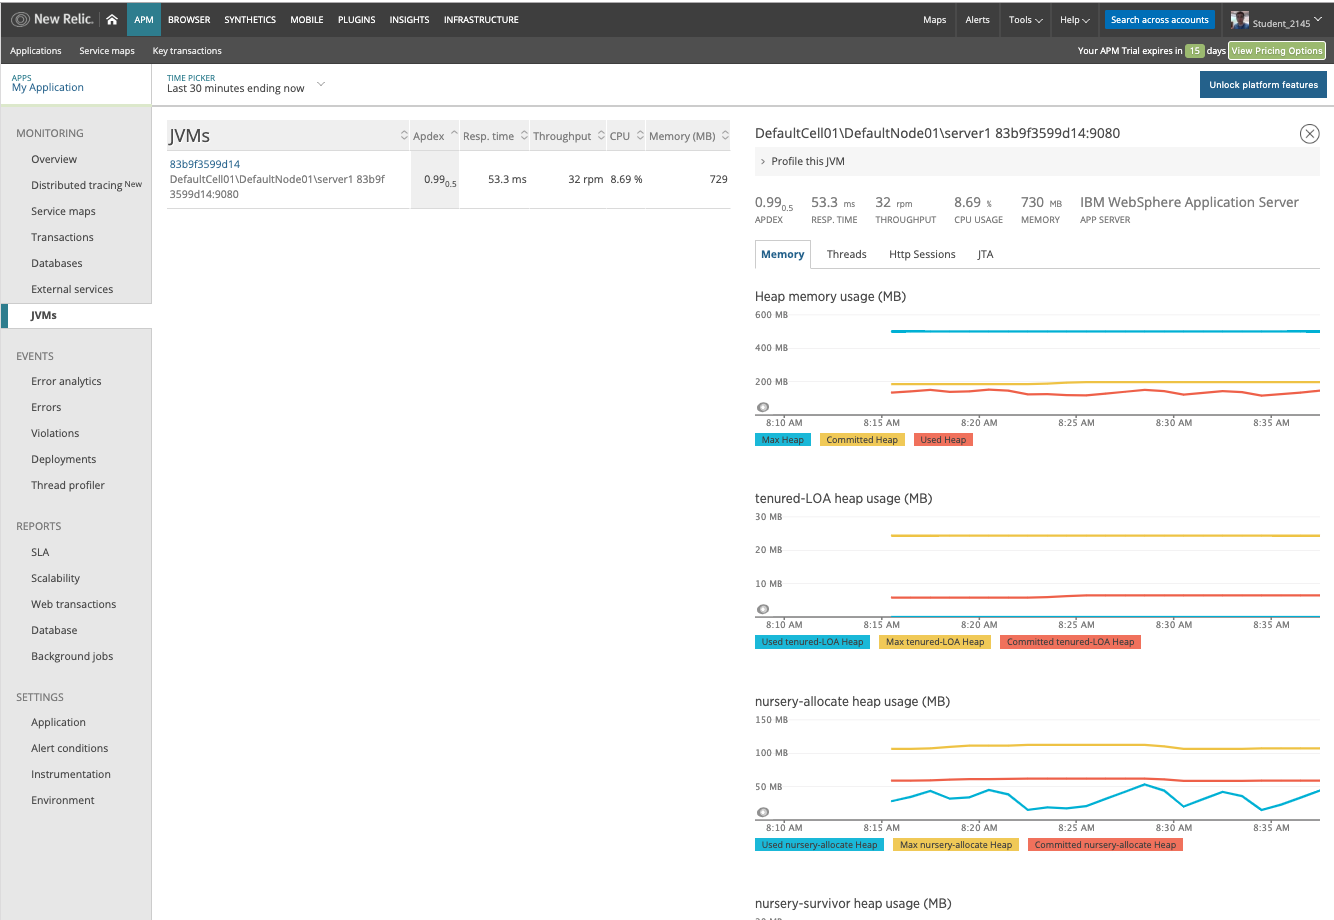 New Relic. APM BROWSER SYNTHETICS MOBILE PLUGINS INSIGHTS INFRASTRUCTURE Maps Alerts Tools Help Search across accounts Student_2145
Applications Service maps Key transactions Your APM Trial expires in 15 days View Pricing Options
APPS
My Application
TIME PICKER
Last 30 minutes ending now
Unlock platform features
MONITORING
Overview
Distributed tracing New
Service maps
Transactions
Databases
External services
JVMs
EVENTS
Error analytics
Errors
Violations
Deployments
Thread profiler
REPORTS
SLA
Scalability
Web transactions
Database
Background jobs
SETTINGS
Application
Alert conditions
Instrumentation
Environment
JVMs Apdex Resp. time Throughput CPU Memory (MB)
83b9f3599d14
DefaultCell01\DefaultNode01\server1 83b9f
3599d14:9080
0.99 0.5 53.3 ms 32 rpm 8.69 % 729
DefaultCell01\DefaultNode01\server1 83b9f3599d14:9080
Profile this JVM
0.99 0.5 53.3 ms 32 rpm 8.69 % 730 MB IBM WebSphere Application Server
APDEX RESP. TIME THROUGHPUT CPU USAGE MEMORY APP SERVER
Memory Threads Http Sessions JTA
Heap memory usage (MB)
600 MB
400 MB
200 MB
8:10 AM 8:15 AM 8:20 AM 8:25 AM 8:30 AM 8:35 AM
Max Heap Committed Heap Used Heap
tenured-LOA heap usage (MB)
30 MB
20 MB
10 MB
8:10 AM 8:15 AM 8:20 AM 8:25 AM 8:30 AM 8:35 AM
Used tenured-LOA Heap Max tenured-LOA Heap Committed tenured-LOA Heap
nursery-allocate heap usage (MB)
150 MB
100 MB
50 MB
8:10 AM 8:15 AM 8:20 AM 8:25 AM 8:30 AM 8:35 AM
Used nursery-allocate Heap Max nursery-allocate Heap Committed nursery-allocate Heap
nursery-survivor heap usage (MB)